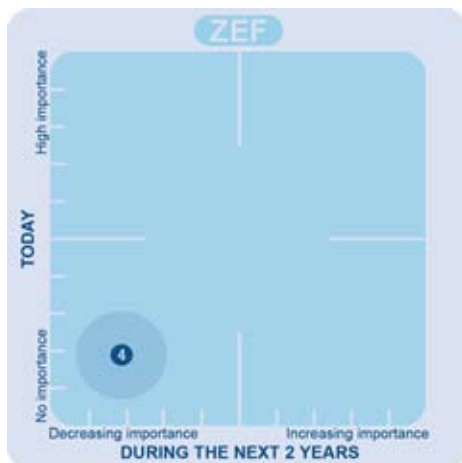 ZEF
High importance
TODAY
No importance
4
Decreasing importance
Increasing importance
DURING THE NEXT 2 YEARS